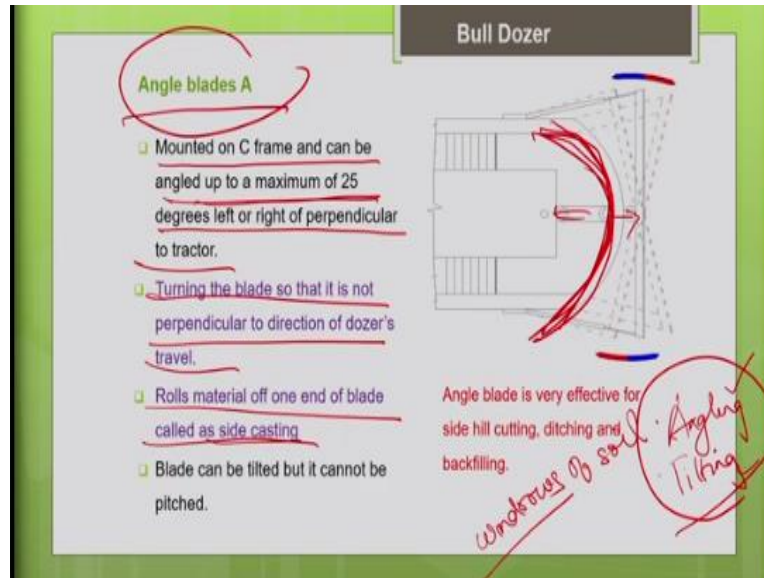 Bull Dozer
Angle blades A
Mounted on C frame and can be
angled up to a maximum of 25
degrees left or right of perpendicular
to tractor.
Turning the blade so that it is not
perpendicular to direction of dozer's
travel.
Rolls material off one end of blade
called as side casting
Blade can be tilted but it cannot be
pitched.
Angle blade is very effective for
side hill cutting, ditching and
backfilling.
windrows of soil
Angling
Tilting